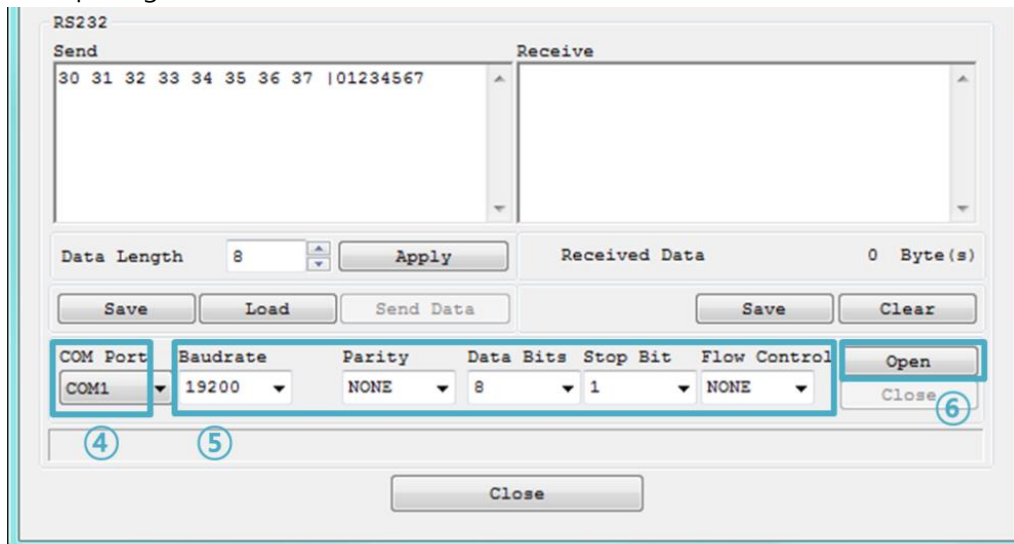 RS232
Send Receive
30 31 32 33 34 35 36 37 |01234567
Data Length 8 Apply Received Data 0 Byte(s)
Save Load Send Data Save Clear
COM Port Baudrate Parity Data Bits Stop Bit Flow Control Open
COM1 19200 NONE 8 1 NONE Close
④ ⑤ ⑥
Close